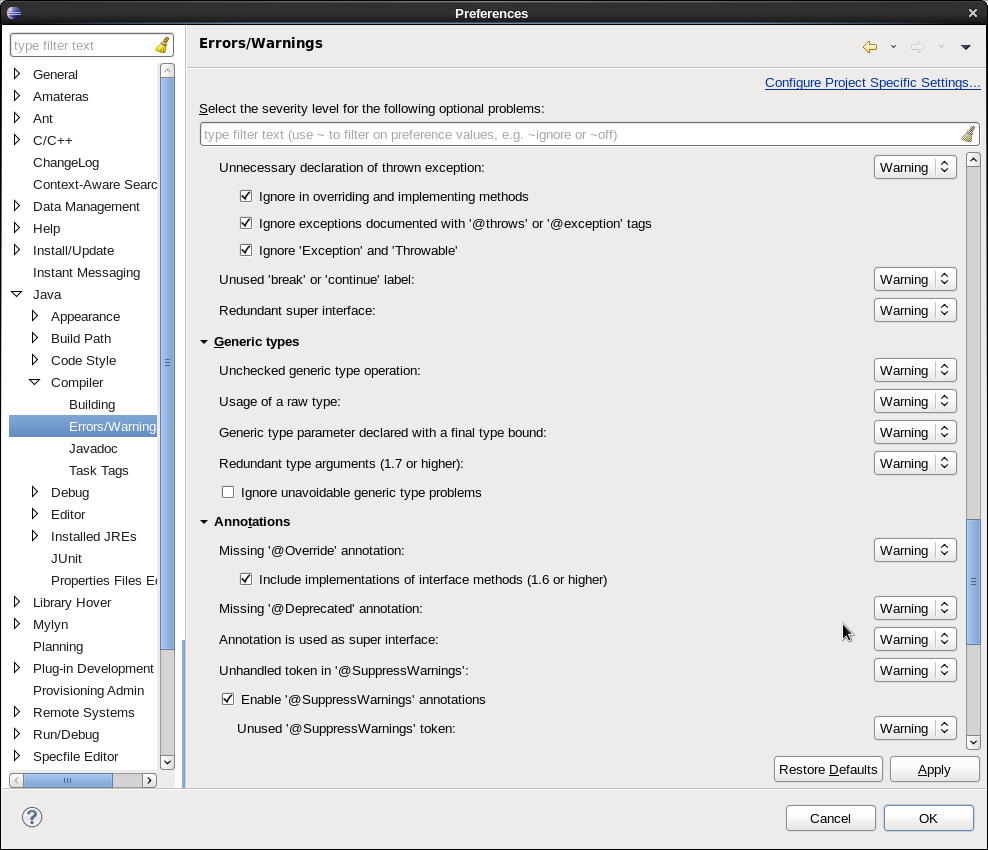 Preferences
type filter text
General
Amateras
Ant
C/C++
ChangeLog
Context-Aware Searc
Data Management
Help
Install/Update
Instant Messaging
Java
Appearance
Build Path
Code Style
Compiler
Building
Errors/Warnings
Javadoc
Task Tags
Debug
Editor
Installed JREs
JUnit
Properties Files Ed
Library Hover
Mylyn
Planning
Plug-in Development
Provisioning Admin
Remote Systems
Run/Debug
Specfile Editor
Errors/Warnings
Configure Project Specific Settings...
Select the severity level for the following optional problems:
type filter text (use ~ to filter on preference values, e.g. ~ignore or ~off)
Unnecessary declaration of thrown exception: Warning
Ignore in overriding and implementing methods
Ignore exceptions documented with '@throws' or '@exception' tags
Ignore 'Exception' and 'Throwable'
Unused 'break' or 'continue' label: Warning
Redundant super interface: Warning
Generic types
Unchecked generic type operation: Warning
Usage of a raw type: Warning
Generic type parameter declared with a final type bound: Warning
Redundant type arguments (1.7 or higher): Warning
Ignore unavoidable generic type problems
Annotations
Missing '@Override' annotation: Warning
Include implementations of interface methods (1.6 or higher)
Missing '@Deprecated' annotation: Warning
Annotation is used as super interface: Warning
Unhandled token in '@SuppressWarnings': Warning
Enable '@SuppressWarnings' annotations
Unused '@SuppressWarnings' token: Warning
Restore Defaults Apply
? Cancel OK